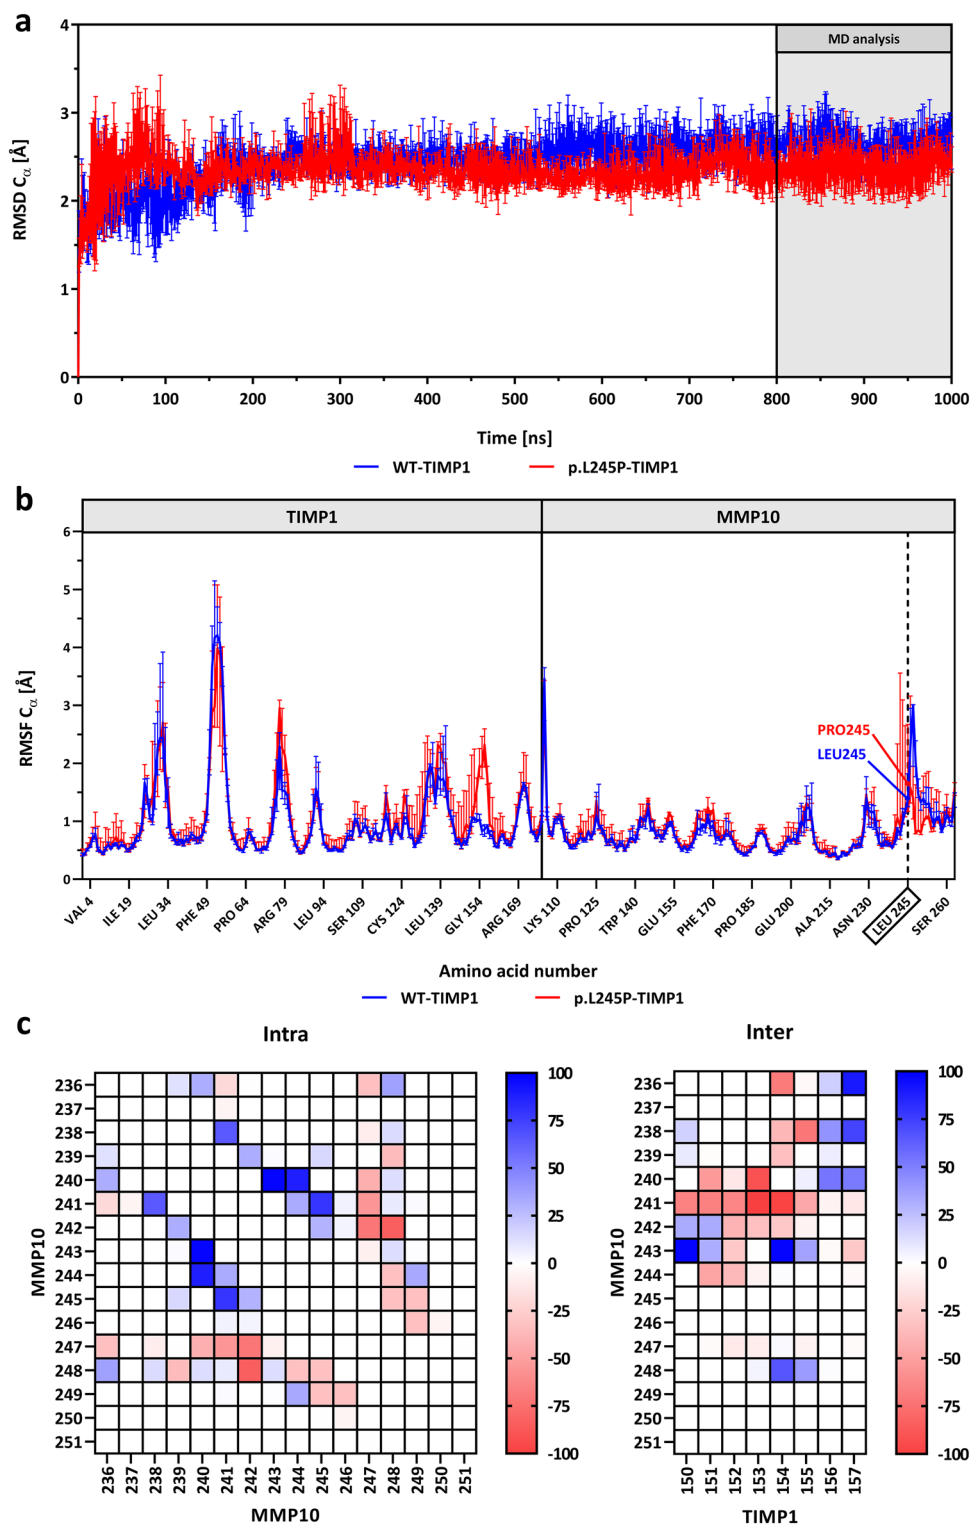 a
MD analysis
RMSD Cα [Å]
4
3
2
1
0
0 100 200 300 400 500 600 700 800 900 1000
Time [ns]
WT-TIMP1 p.L245P-TIMP1
b
TIMP1 MMP10
RMSF Cα [Å]
6
5
4
3
2
1
0
PRO245
LEU245
VAL 4 ILE 19 LEU 34 PHE 49 PRO 64 ARG 79 LEU 94 SER 109 CYS 124 LEU 139 GLY 154 ARG 169 LYS 110 PRO 125 TRP 140 GLU 155 PHE 170 PRO 185 GLU 200 ALA 215 ASN 230 LEU 245 SER 260
Amino acid number
WT-TIMP1 p.L245P-TIMP1
c
Intra
MMP10
236
237
238
239
240
241
242
243
244
245
246
247
248
249
250
251
236 237 238 239 240 241 242 243 244 245 246 247 248 249 250 251
MMP10
100
75
50
25
0
-25
-50
-75
-100
Inter
MMP10
236
237
238
239
240
241
242
243
244
245
246
247
248
249
250
251
150 151 152 153 154 155 156 157
TIMP1
100
75
50
25
0
-25
-50
-75
-100